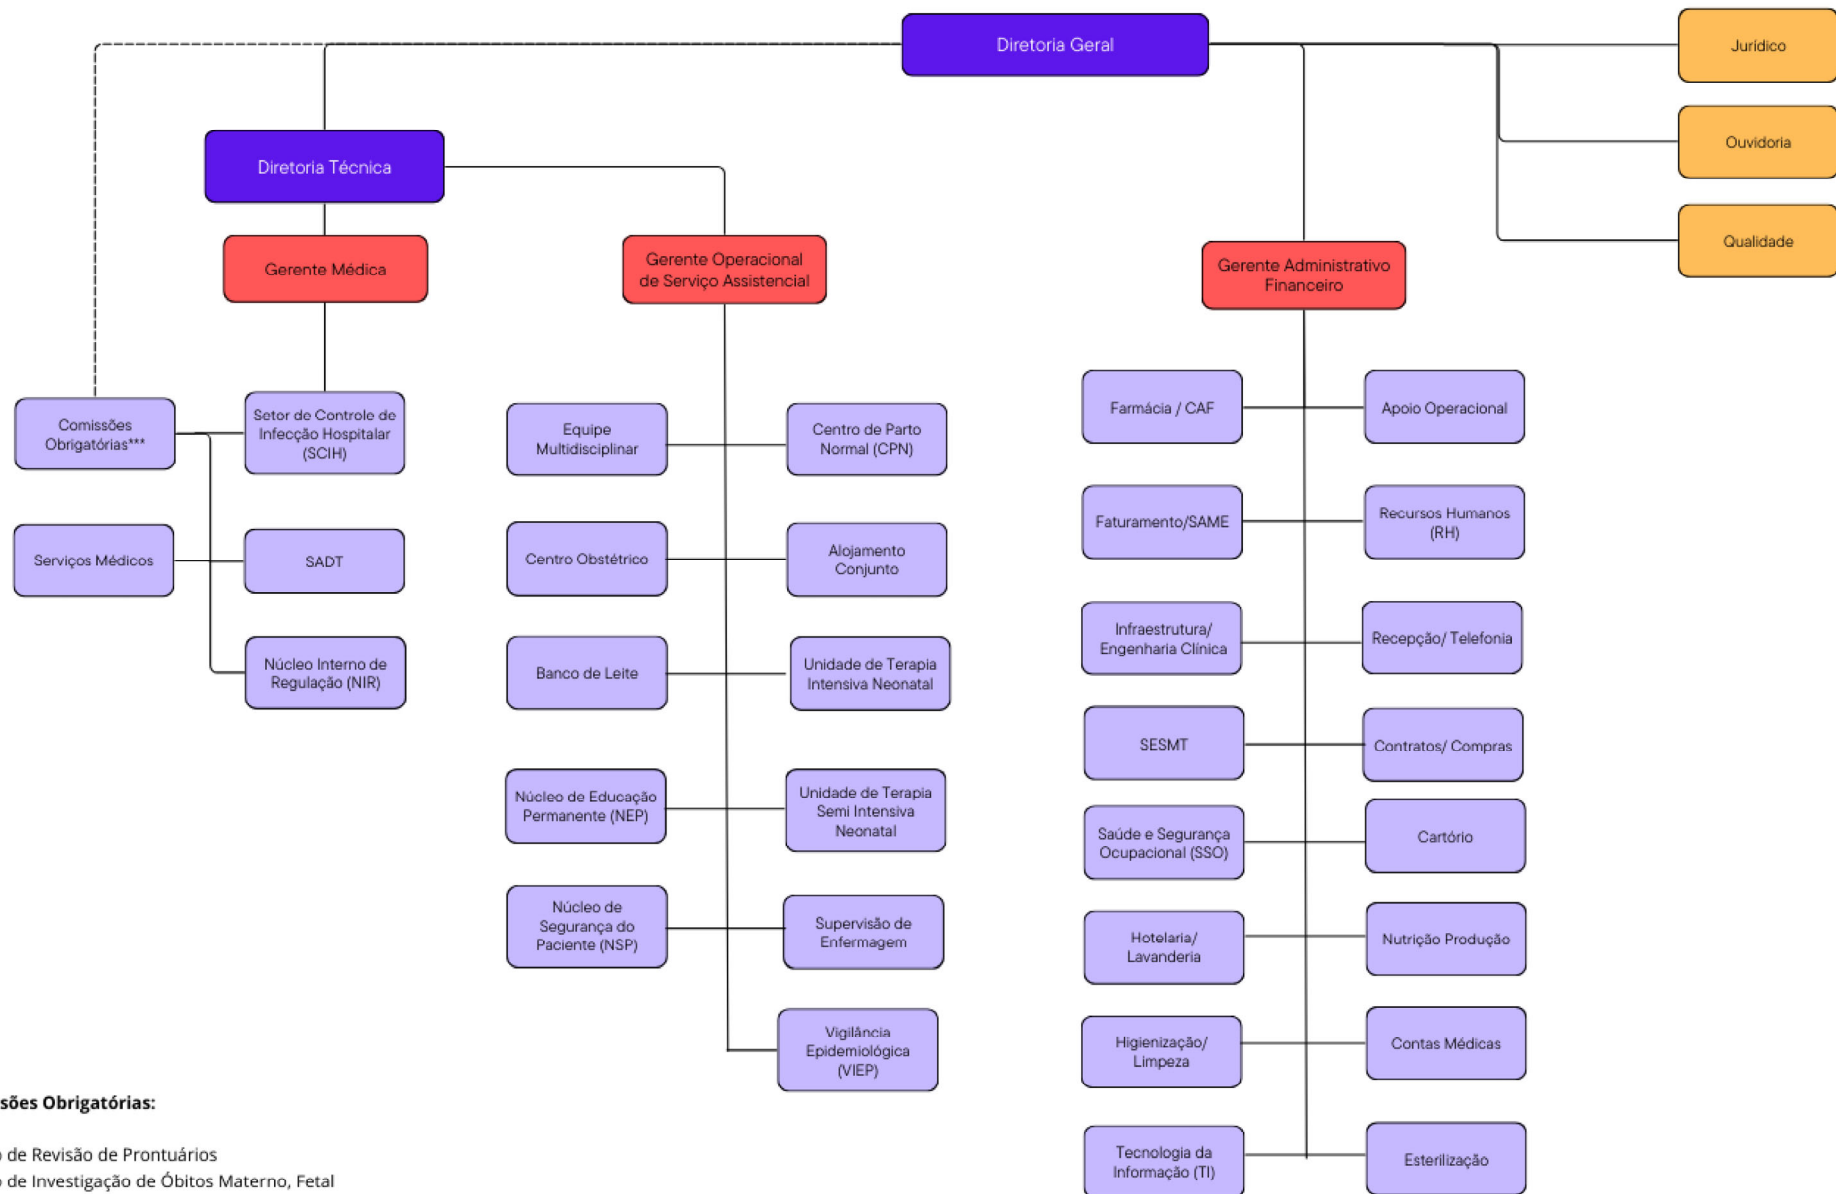 Diretoria Geral
Jurídico
Ouvidoria
Qualidade
Diretoria Técnica
Gerente Médica
Gerente Operacional
de Serviço Assistencial
Gerente Administrativo
Financeiro
Comissões
Obrigatórias***
Setor de Controle de
Infecção Hospitalar
(SCIH)
Serviços Médicos
SADT
Núcleo Interno de
Regulação (NIR)
Equipe
Multidisciplinar
Centro de Parto
Normal (CPN)
Centro Obstétrico
Alojamento
Conjunto
Banco de Leite
Unidade de Terapia
Intensiva Neonatal
Núcleo de Educação
Permanente (NEP)
Unidade de Terapia
Semi Intensiva
Neonatal
Núcleo de
Segurança do
Paciente (NSP)
Supervisão de
Enfermagem
Vigilância
Epidemiológica
(VIEP)
Farmácia / CAF
Apoio Operacional
Faturamento/SAME
Recursos Humanos
(RH)
Infraestrutura/
Engenharia Clínica
Recepção/ Telefonia
SESMT
Contratos/ Compras
Saúde e Segurança
Ocupacional (SSO)
Cartório
Hotelaria/
Lavanderia
Nutrição Produção
Higienização/
Limpeza
Contas Médicas
Tecnologia da
Informação (TI)
Esterilização
sões Obrigatórias:
o de Revisão de Prontuários
o de Investigação de Óbitos Materno, Fetal